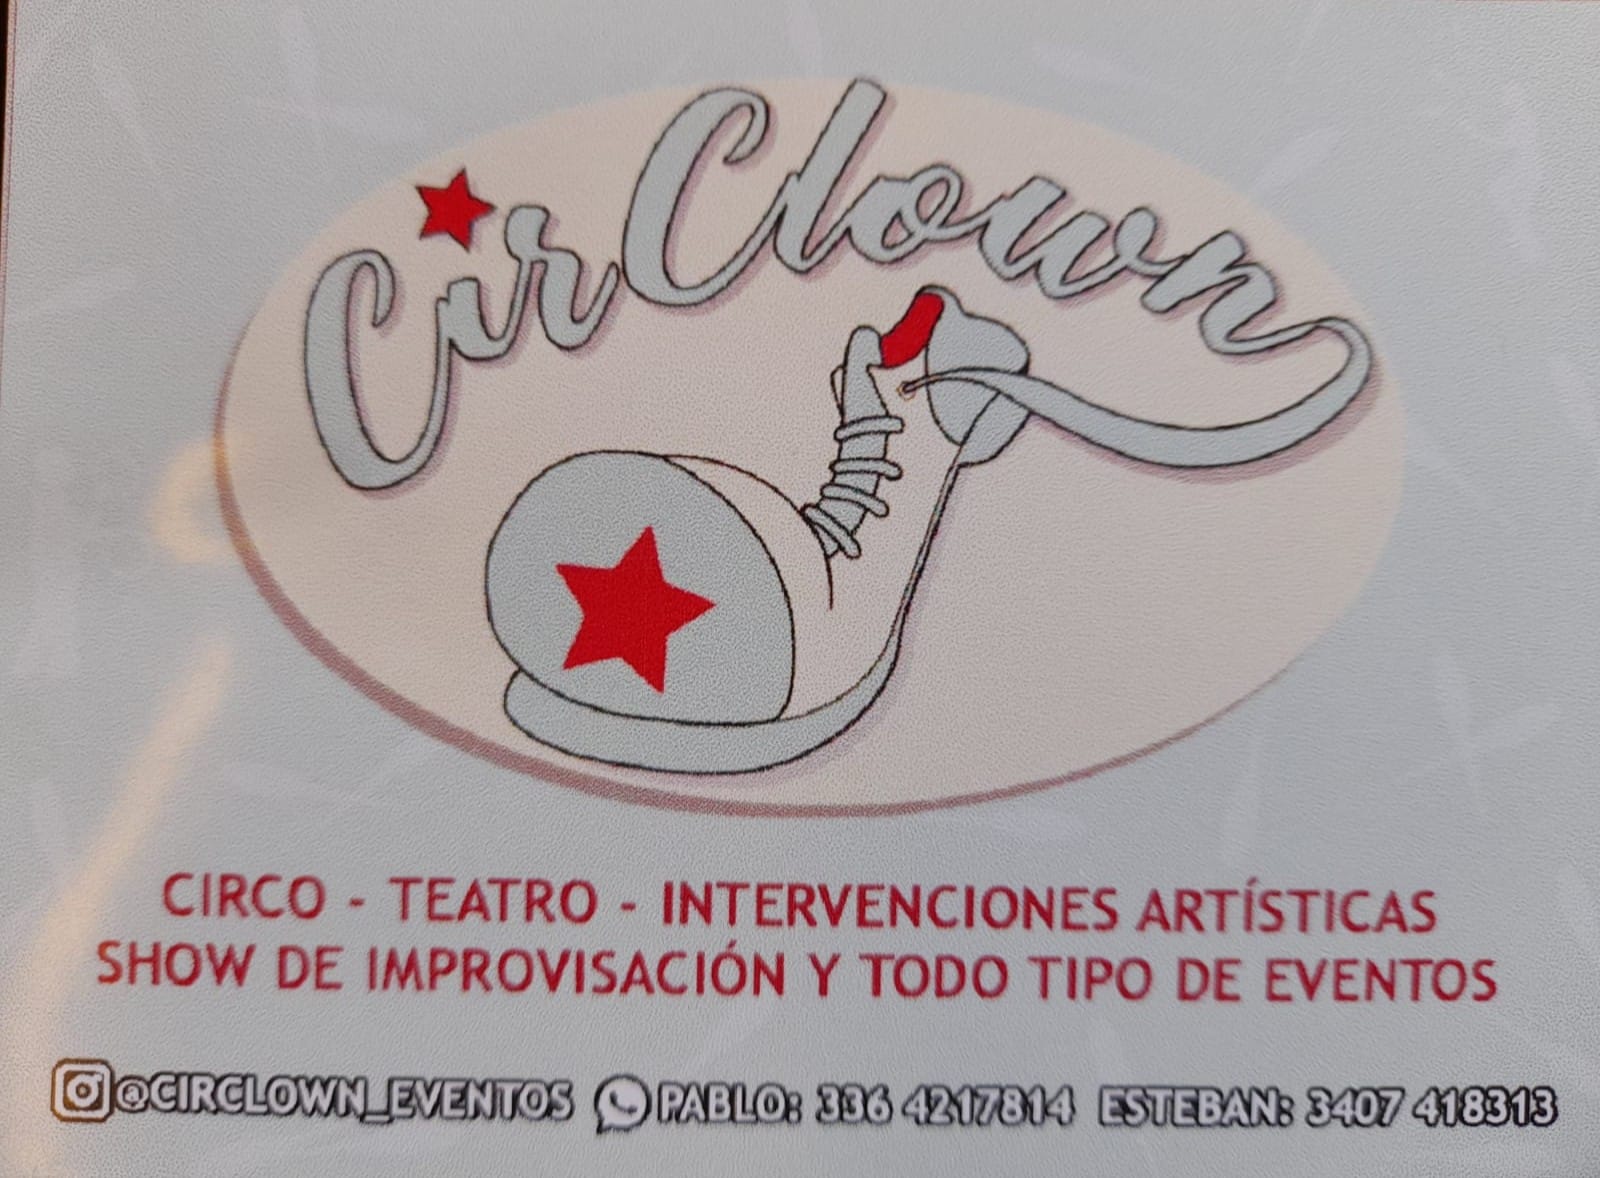 CirClown
CIRCO - TEATRO - INTERVENCIONES ARTÍSTICAS
SHOW DE IMPROVISACIÓN Y TODO TIPO DE EVENTOS
@CIRCLOWN_EVENTOS PABLO: 336 4217814 ESTEBAN: 3407 418313